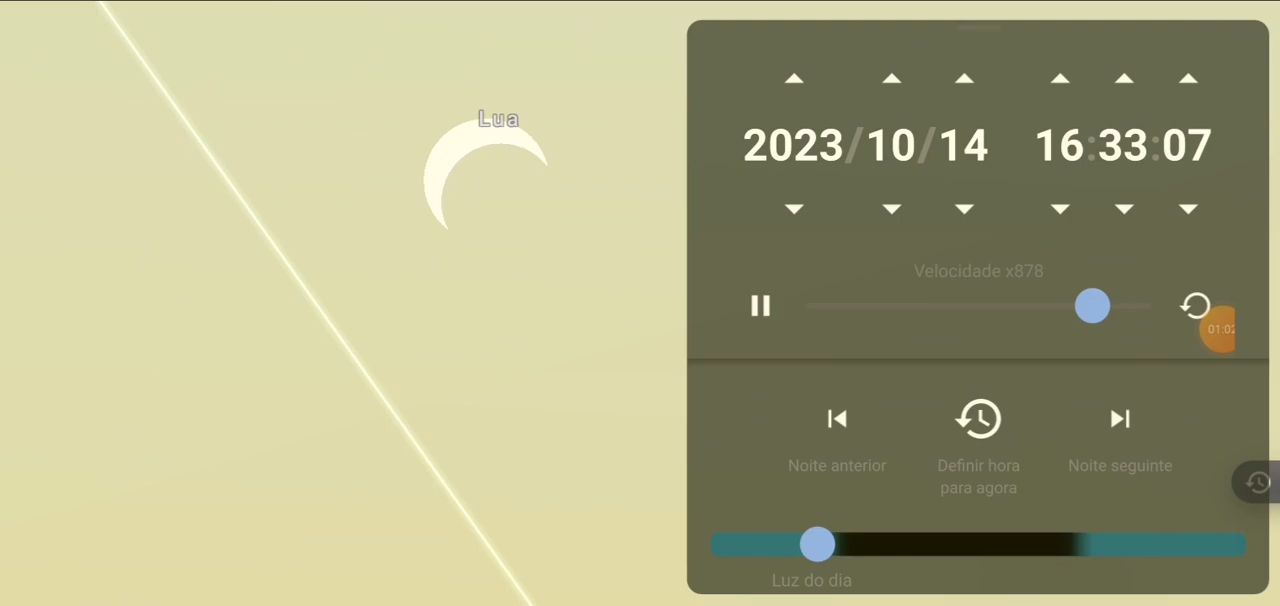 Lua
2023/10/14 16:33:07
Velocidade x878
01:02
Noite anterior
Definir hora
para agora
Noite seguinte
Luz do dia